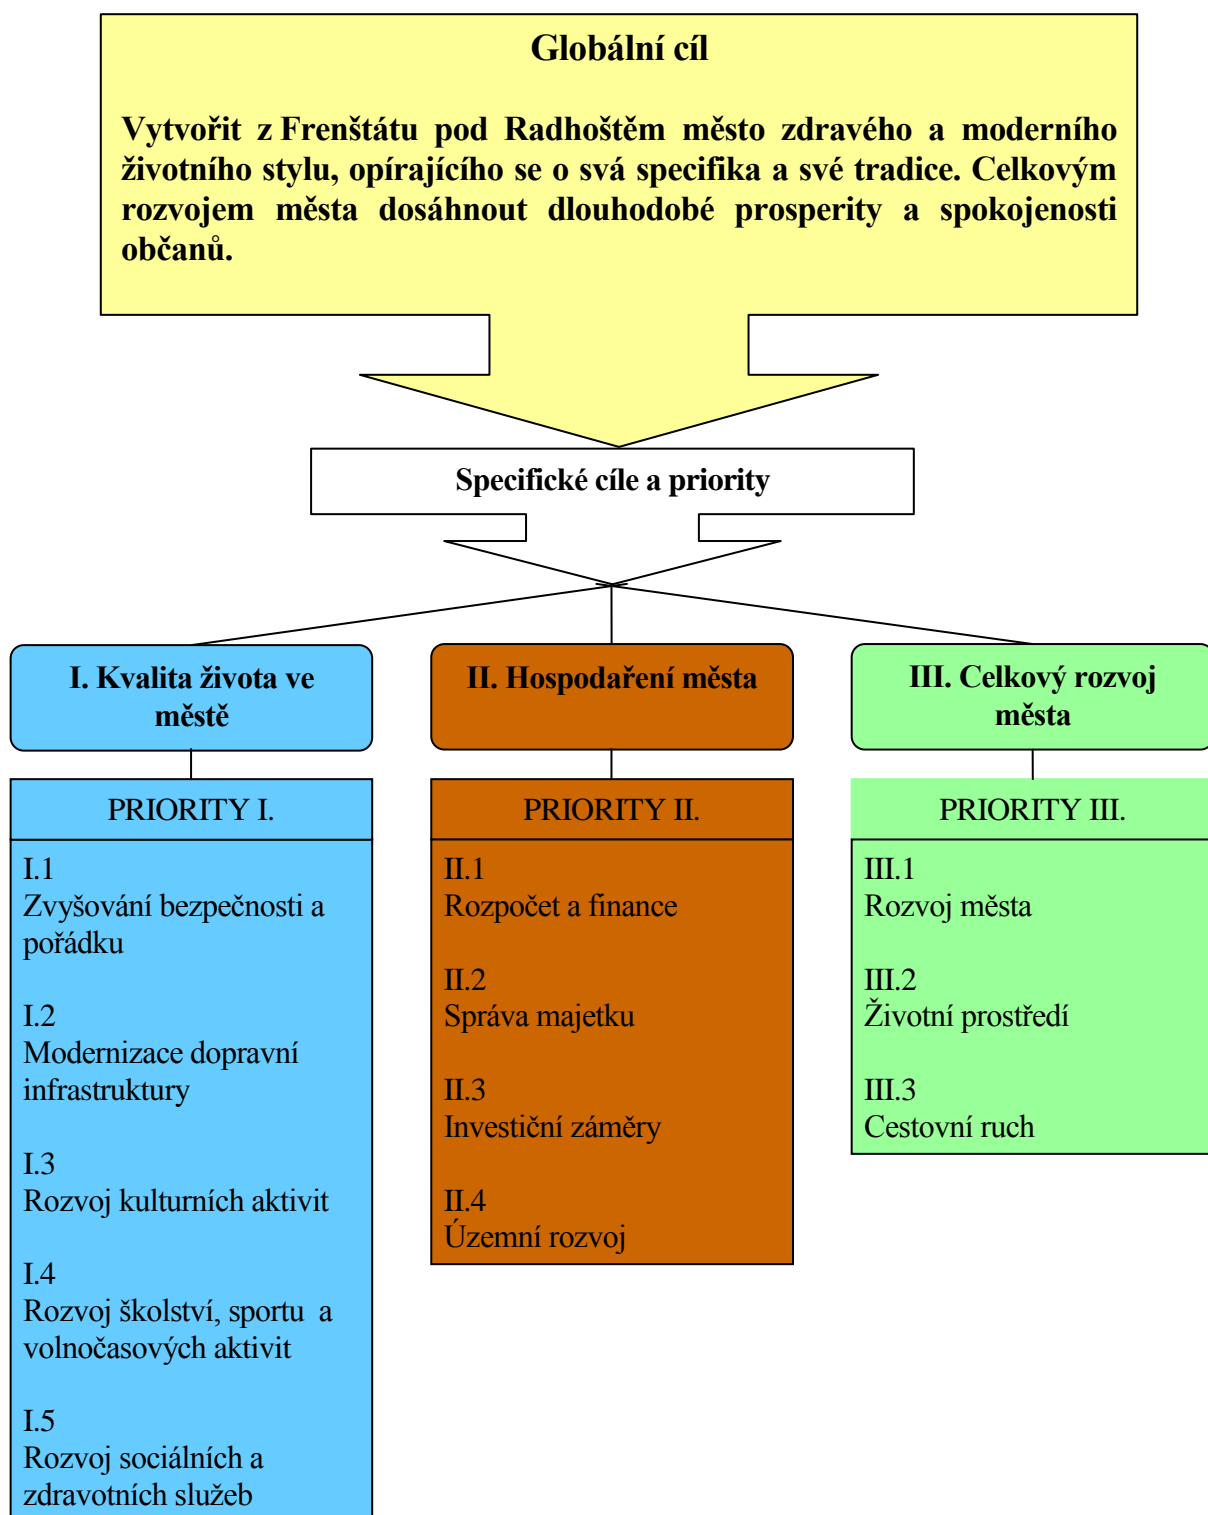 Globální cíl
Vytvořit z Frenštátu pod Radhoštěm město zdravého a moderního
životního stylu, opírajícího se o svá specifika a své tradice. Celkovým
rozvojem města dosáhnout dlouhodobé prosperity a spokojenosti
občanů.
Specifické cíle a priority
I. Kvalita života ve
městě
PRIORITY I.
I.1
Zvyšování bezpečnosti a
pořádku
I.2
Modernizace dopravní
infrastruktury
I.3
Rozvoj kulturních aktivit
I.4
Rozvoj školství, sportu  a
volnočasových aktivit
I.5
Rozvoj sociálních a
zdravotních služeb
II. Hospodaření města
PRIORITY II.
II.1
Rozpočet a finance
II.2
Správa majetku
II.3
Investiční záměry
II.4
Územní rozvoj
III. Celkový rozvoj
města
PRIORITY III.
III.1
Rozvoj města
III.2
Životní prostředí
III.3
Cestovní ruch